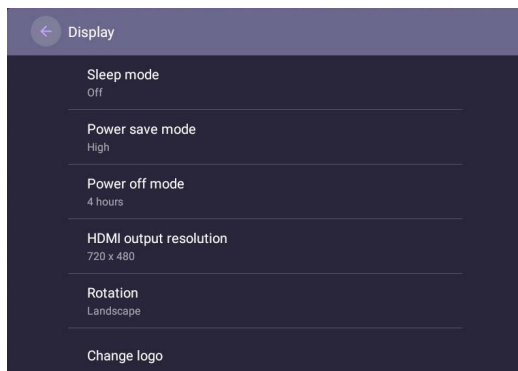 Display
Sleep mode
Off
Power save mode
High
Power off mode
4 hours
HDMI output resolution
720 x 480
Rotation
Landscape
Change logo